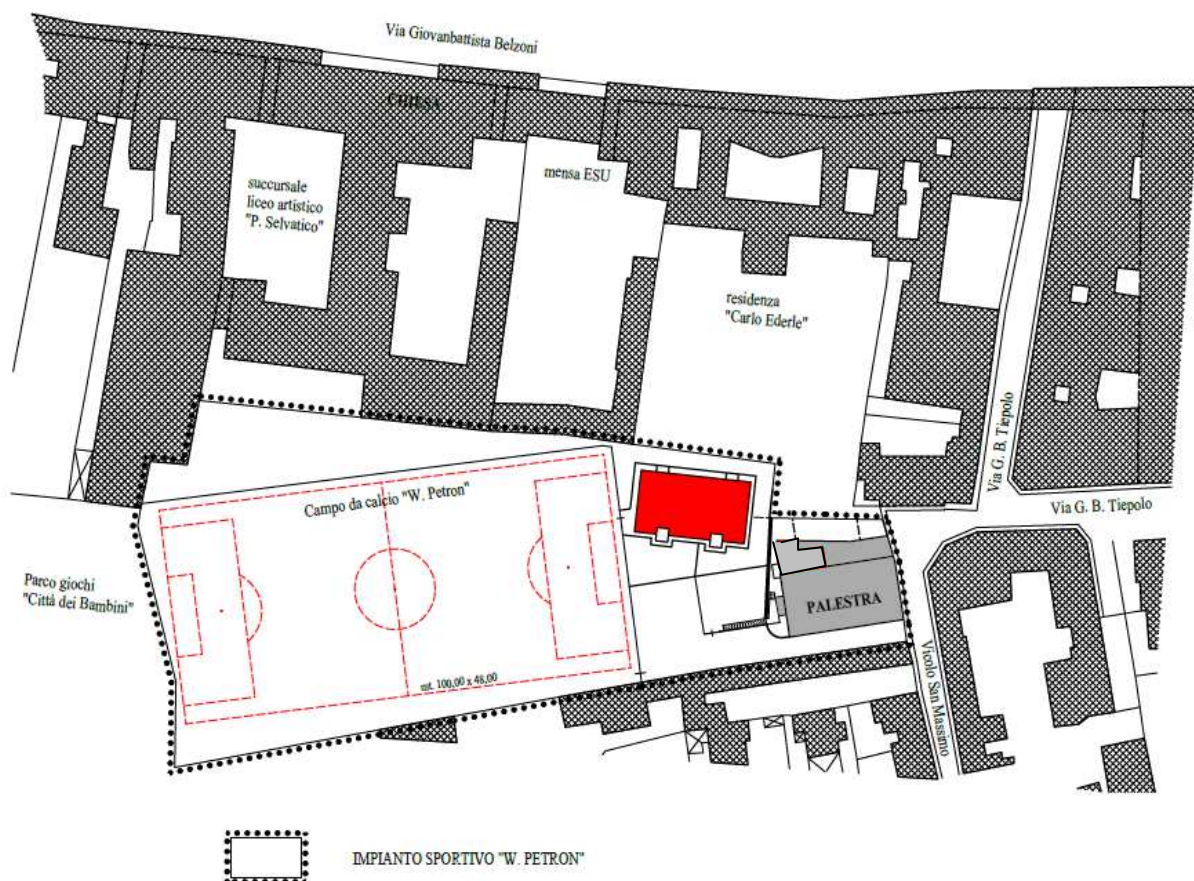 Via Giovanbattista Belzoni
CHIESA
mensa ESU
succursale
liceo artistico
"P. Selvatico"
residenza
"Carlo Ederle"
Via G. B. Tiepolo
Via G. B. Tiepolo
Campo da calcio "W. Petron"
Parco giochi
"Città dei Bambini"
PALESTRA
mt. 100,00 x 48,00
Vicolo San Massimo
IMPIANTO SPORTIVO "W. PETRON"